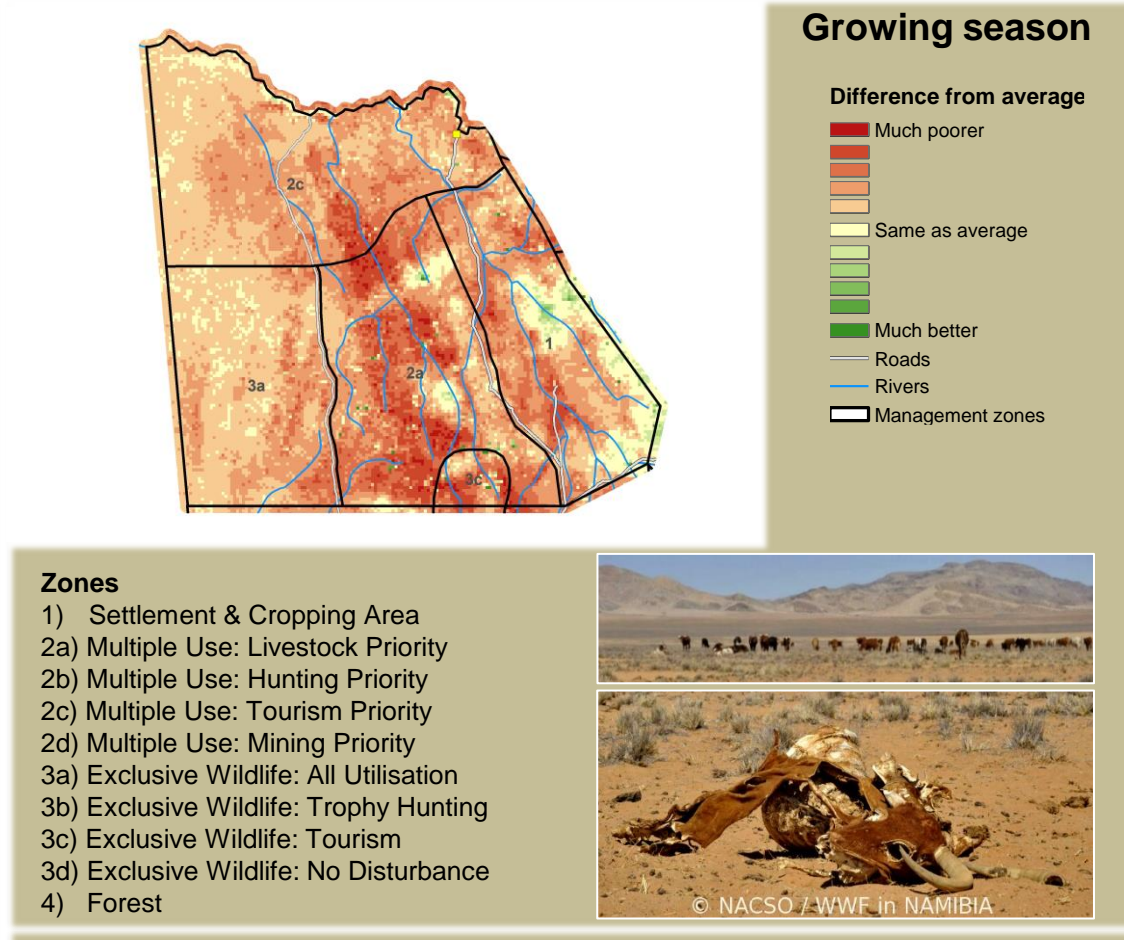 Growing season
Difference from average
Much poorer
Same as average
Much better
Roads
Rivers
Management zones
2c
1
2a
3a
3c
Zones
1) Settlement & Cropping Area
2a) Multiple Use: Livestock Priority
2b) Multiple Use: Hunting Priority
2c) Multiple Use: Tourism Priority
2d) Multiple Use: Mining Priority
3a) Exclusive Wildlife: All Utilisation
3b) Exclusive Wildlife: Trophy Hunting
3c) Exclusive Wildlife: Tourism
3d) Exclusive Wildlife: No Disturbance
4) Forest
© NACSO / WWF in NAMIBIA